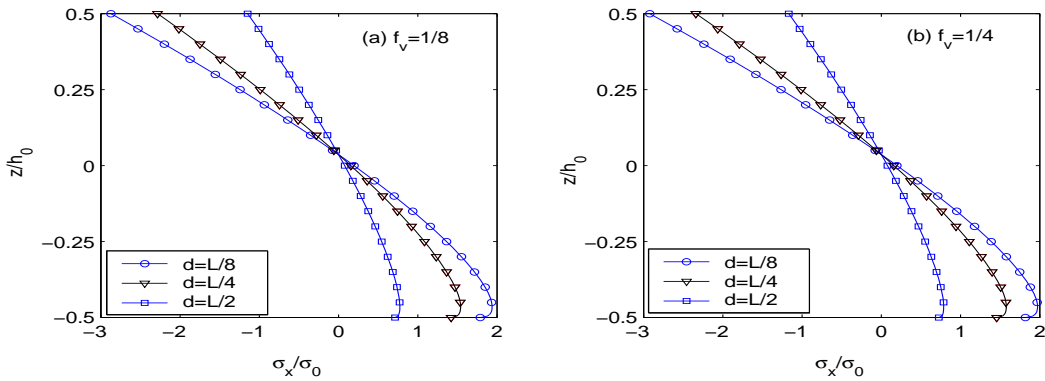 0.5
0.25
0
−0.25
−0.5
z/h0
−3 −2 −1 0 1 2
σx/σ0
(a) fv=1/8
d=L/8
d=L/4
d=L/2
0.5
0.25
0
−0.25
−0.5
z/h0
−3 −2 −1 0 1 2
σx/σ0
(b) fv=1/4
d=L/8
d=L/4
d=L/2